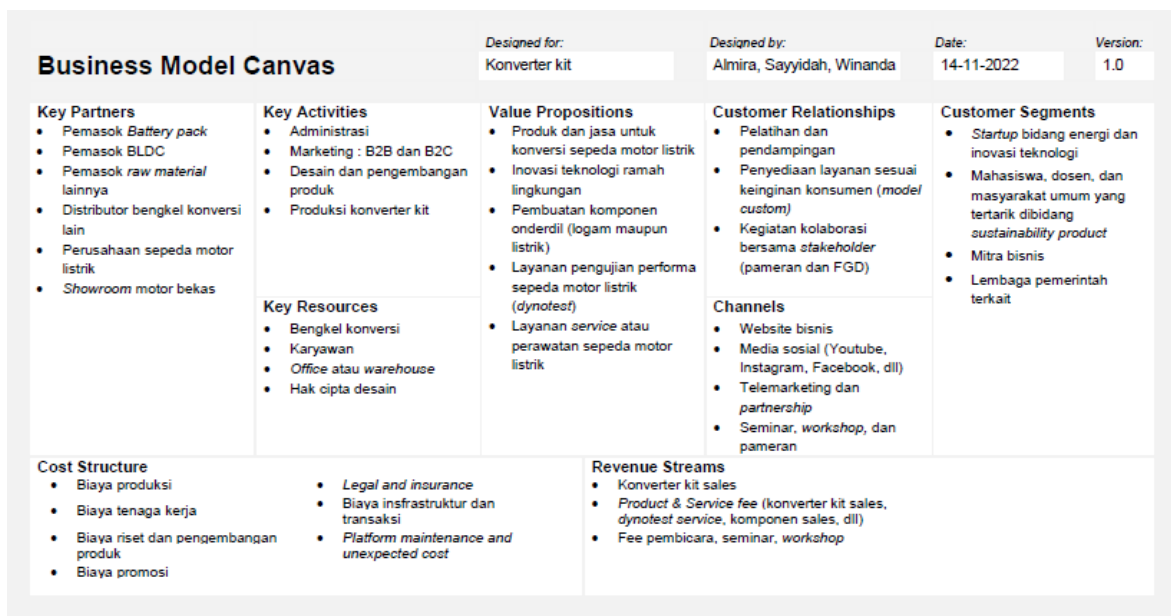 Business Model Canvas
Designed for:
Konverter kit
Designed by:
Almira, Sayyidah, Winanda
Date:
14-11-2022
Version:
1.0
Key Partners
• Pemasok Battery pack
• Pemasok BLDC
• Pemasok raw material
lainnya
• Distributor bengkel konversi
lain
• Perusahaan sepeda motor
listrik
• Showroom motor bekas
Key Activities
• Administrasi
• Marketing : B2B dan B2C
• Desain dan pengembangan
produk
• Produksi konverter kit
Key Resources
• Bengkel konversi
• Karyawan
• Office atau warehouse
• Hak cipta desain
Value Propositions
• Produk dan jasa untuk
konversi sepeda motor listrik
• Inovasi teknologi ramah
lingkungan
• Pembuatan komponen
onderdil (logam maupun
listrik)
• Layanan pengujian performa
sepeda motor listrik
(dynotest)
• Layanan service atau
perawatan sepeda motor
listrik
Customer Relationships
• Pelatihan dan
pendampingan
• Penyediaan layanan sesuai
keinginan konsumen (model
custom)
• Kegiatan kolaborasi
bersama stakeholder
(pameran dan FGD)
Channels
• Website bisnis
• Media sosial (Youtube,
Instagram, Facebook, dll)
• Telemarketing dan
partnership
• Seminar, workshop, dan
pameran
Customer Segments
• Startup bidang energi dan
inovasi teknologi
• Mahasiswa, dosen, dan
masyarakat umum yang
tertarik dibidang
sustainability product
• Mitra bisnis
• Lembaga pemerintah
terkait
Cost Structure
• Biaya produksi
• Biaya tenaga kerja
• Biaya riset dan pengembangan
produk
• Biaya promosi
• Legal and insurance
• Biaya insfrastruktur dan
transaksi
• Platform maintenance and
unexpected cost
Revenue Streams
• Konverter kit sales
• Product & Service fee (konverter kit sales,
dynotest service, komponen sales, dll)
• Fee pembicara, seminar, workshop